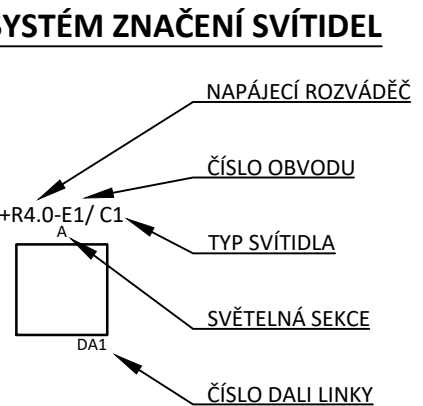 SYSTÉM ZNAČENÍ SVÍTIDEL
NAPÁJECÍ ROZVÁDĚČ
ČÍSLO OBVODU
+R4.0-E1/ C1
A
TYP SVÍTIDLA
SVĚTELNÁ SEKCE
DA1
ČÍSLO DALI LINKY